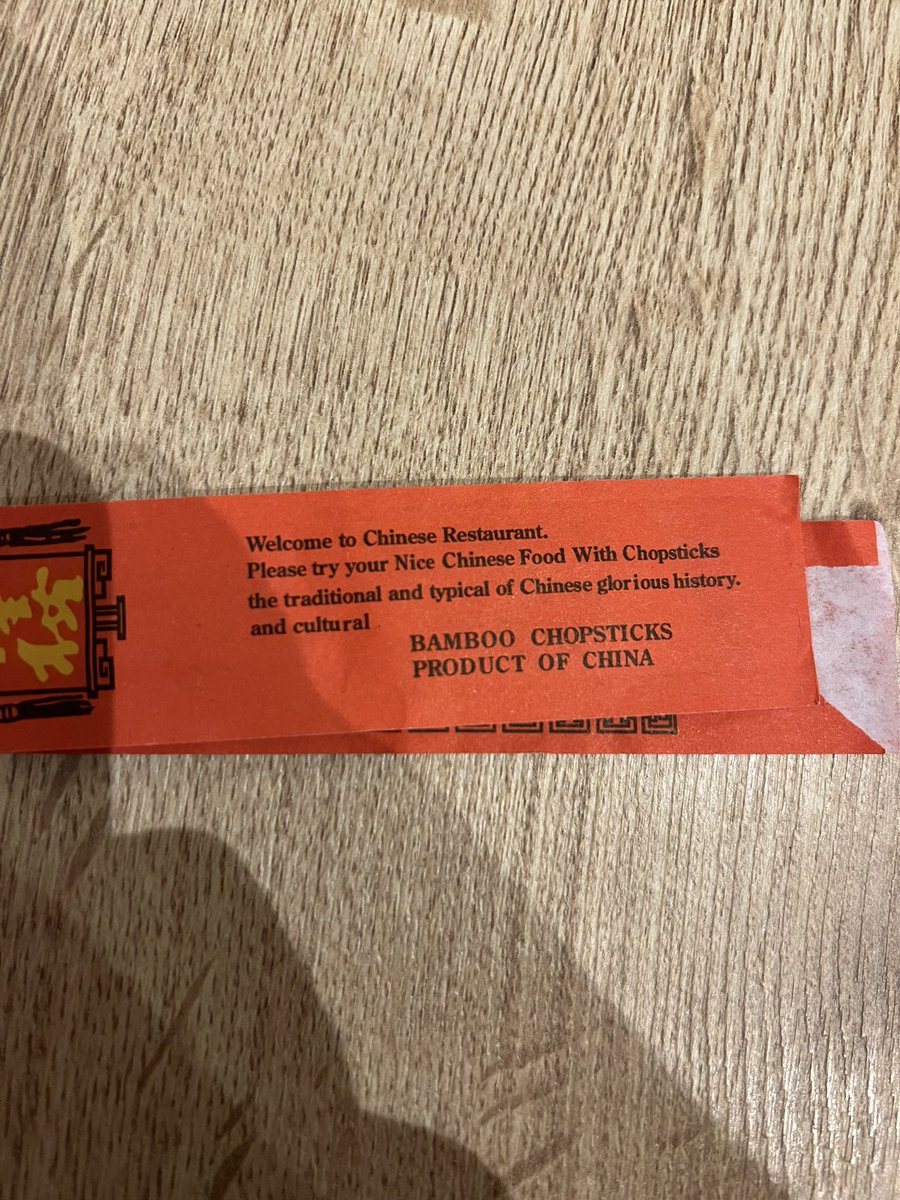 Welcome to Chinese Restaurant.
Please try your Nice Chinese Food With Chopsticks
the traditional and typical of Chinese glorious history.
and cultural
BAMBOO CHOPSTICKS
PRODUCT OF CHINA